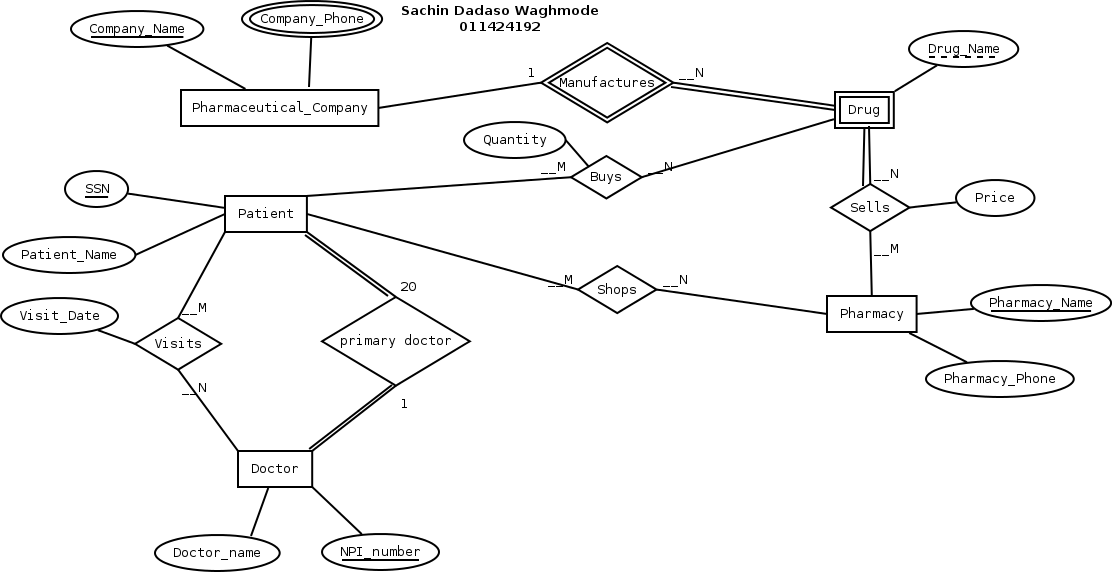 Sachin Dadaso Waghmode
011424192
Company_Name
Company_Phone
Drug_Name
1
Manufactures
__N
Pharmaceutical_Company
Drug
Quantity
__M
Buys
__N
__N
SSN
Patient
Sells
Price
Patient_Name
__M
__M
Shops
__N
20
Visit_Date
__M
Pharmacy
Pharmacy_Name
Visits
primary doctor
__N
1
Pharmacy_Phone
Doctor
Doctor_name
NPI_number